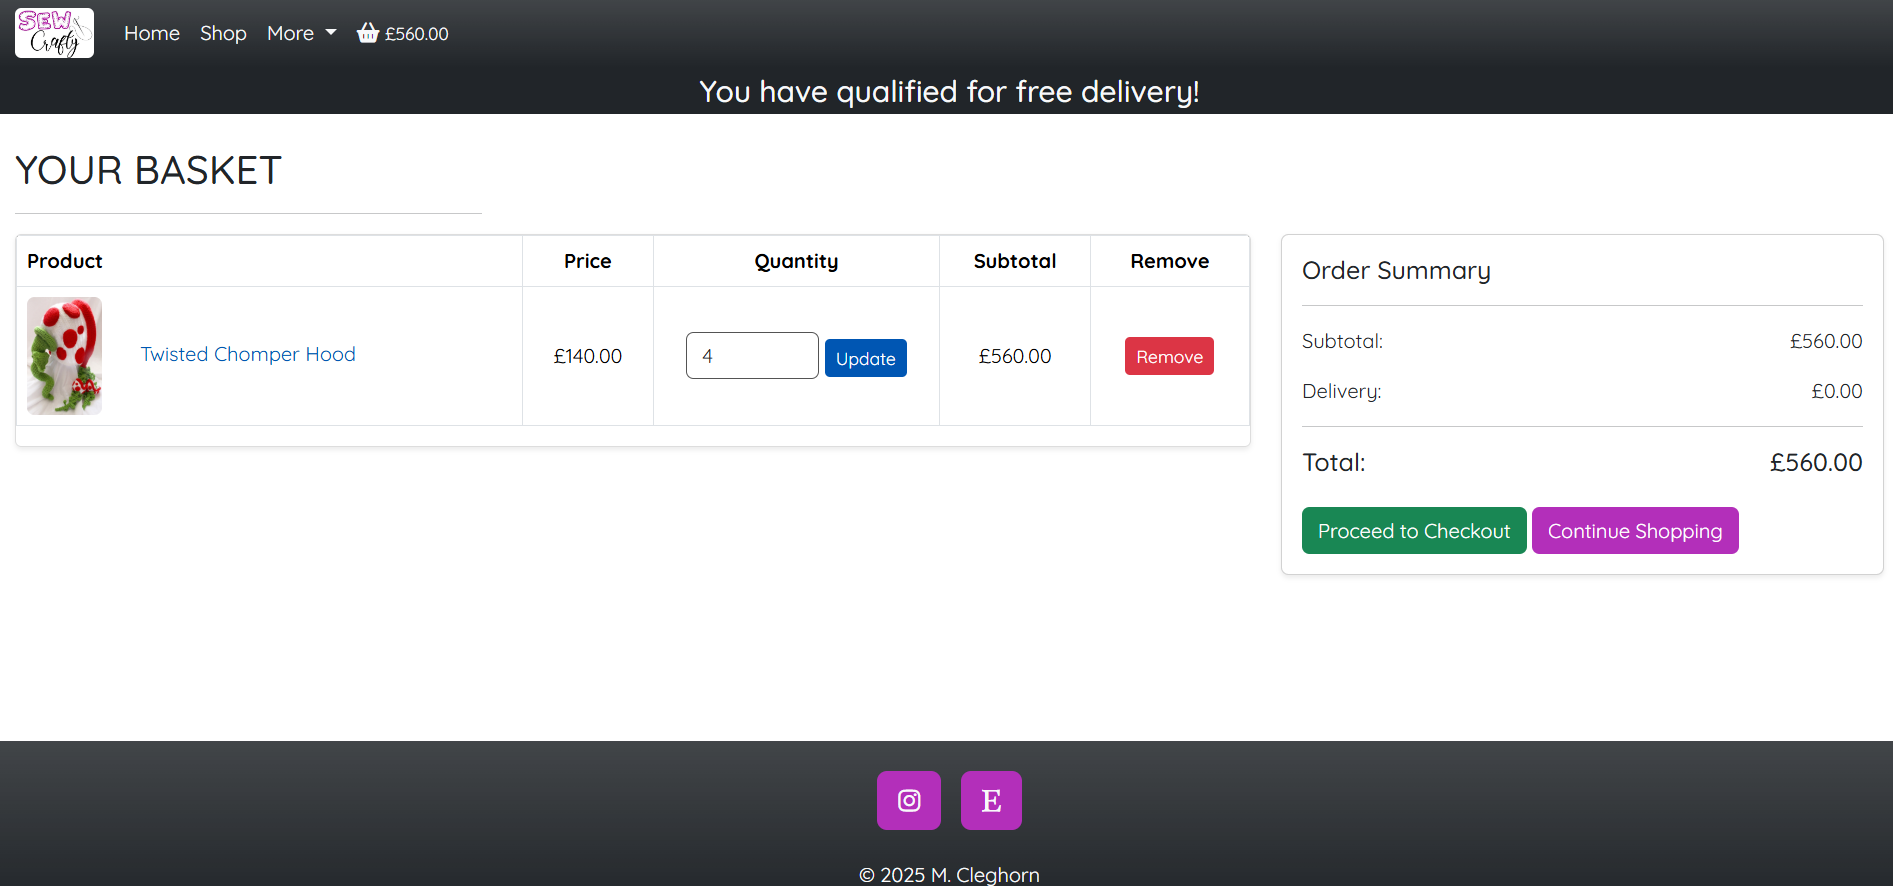 SEW
Crafty
Home Shop More £560.00
You have qualified for free delivery!
YOUR BASKET
Product Price Quantity Subtotal Remove
Twisted Chomper Hood £140.00 4 Update £560.00 Remove
Order Summary
Subtotal: £560.00
Delivery: £0.00
Total: £560.00
Proceed to Checkout Continue Shopping
E
© 2025 M. Cleghorn